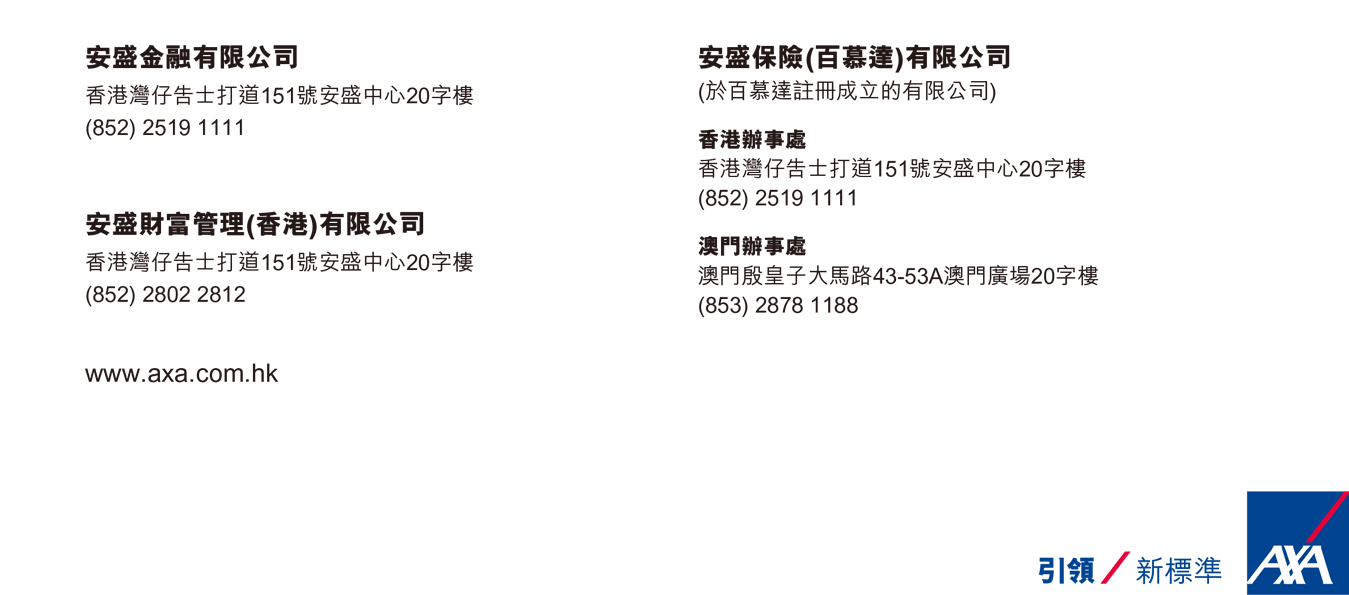 安盛金融有限公司
香港灣仔告士打道151號安盛中心20字樓
(852) 2519 1111
安盛財富管理(香港)有限公司
香港灣仔告士打道151號安盛中心20字樓
(852) 2802 2812
www.axa.com.hk
安盛保險(百慕達)有限公司
(於百慕達註冊成立的有限公司)
香港辦事處
香港灣仔告士打道151號安盛中心20字樓
(852) 2519 1111
澳門辦事處
澳門殷皇子大馬路43-53A澳門廣場20字樓
(853) 2878 1188
引領/新標準
AXA